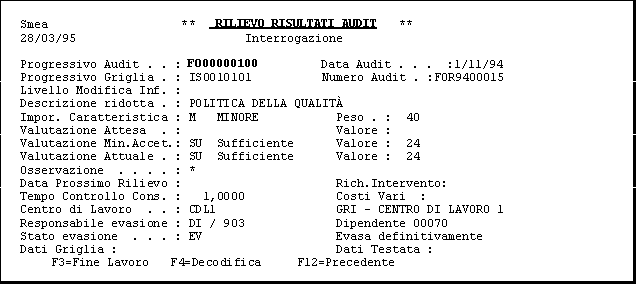 Smea ** RILIEVO RISULTATI AUDIT **
28/03/95 Interrogazione
Progressivo Audit . . : FO00000100 Data Audit . . . :1/11/94
Progressivo Griglia . : ISO010101 Numero Audit . :FOR9400015
Livello Modifica Inf. :
Descrizione ridotta . : POLITICA DELLA QUALITÀ
Impor. Caratteristica : M MINORE Peso . : 40
Valutazione Attesa . : Valore :
Valutazione Min.Accet.: SU Sufficiente Valore : 24
Valutazione Attuale . : SU Sufficiente Valore : 24
Osservazione . . . . : *
Data Prossimo Rilievo : Rich.Intervento:
Tempo Controllo Cons. : 1,0000 Costi Vari :
Centro di Lavoro . . : CDL1 GRI - CENTRO DI LAVORO 1
Responsabile evasione : DI / 903 Dipendente 00070
Stato evasione . . . : EV Evasa definitivamente
Dati Griglia : Dati Testata :
F3=Fine Lavoro F4=Decodifica F12=Precedente